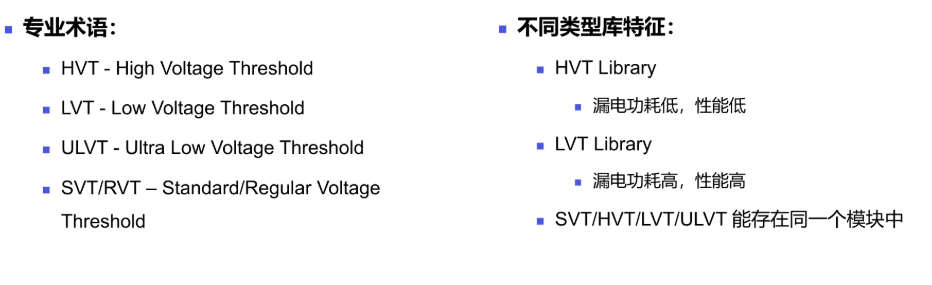 专业术语：
HVT - High Voltage Threshold
LVT - Low Voltage Threshold
ULVT - Ultra Low Voltage Threshold
SVT/RVT – Standard/Regular Voltage
Threshold
不同类型库特征：
HVT Library
漏电功耗低，性能低
LVT Library
漏电功耗高，性能高
SVT/HVT/LVT/ULVT 能存在同一个模块中